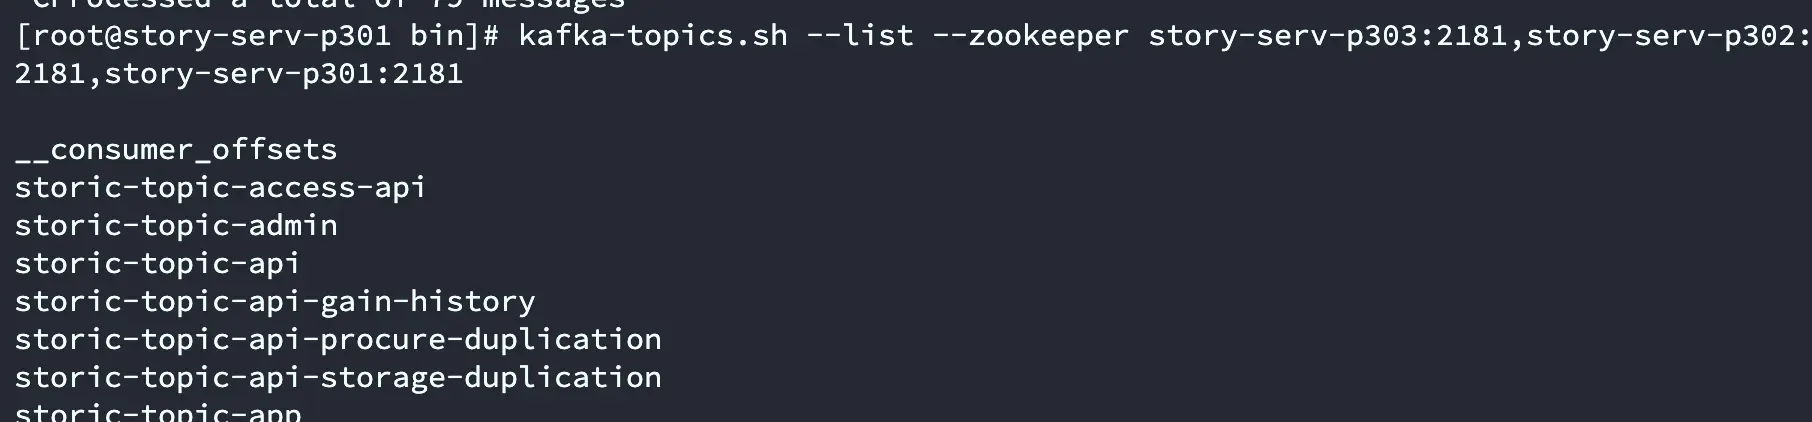 Processed a total of 79 messages
[root@story-serv-p301 bin]# kafka-topics.sh --list --zookeeper story-serv-p303:2181,story-serv-p302:
2181,story-serv-p301:2181
__consumer_offsets
storic-topic-access-api
storic-topic-admin
storic-topic-api
storic-topic-api-gain-history
storic-topic-api-procure-duplication
storic-topic-api-storage-duplication
storic-topic-app